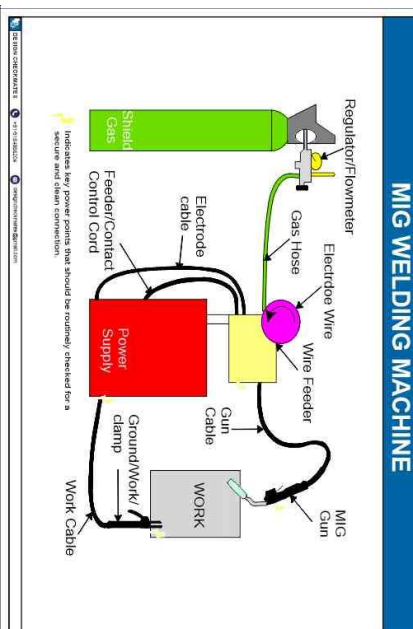 MIG WELDING MACHINE
Regulator/Flowmeter
Gas Hose
Electrdoe Wire
Wire Feeder
MIG
Gun
Shield
Gas
Electrode
cable
Feeder/Contact
Control Cord
Gun
Cable
Power
Supply
WORK
Ground/Work/
clamp
Work Cable
Indicates key power points that should be routinely checked for a
secure and clean connection.
DESIGN CHECKMATES